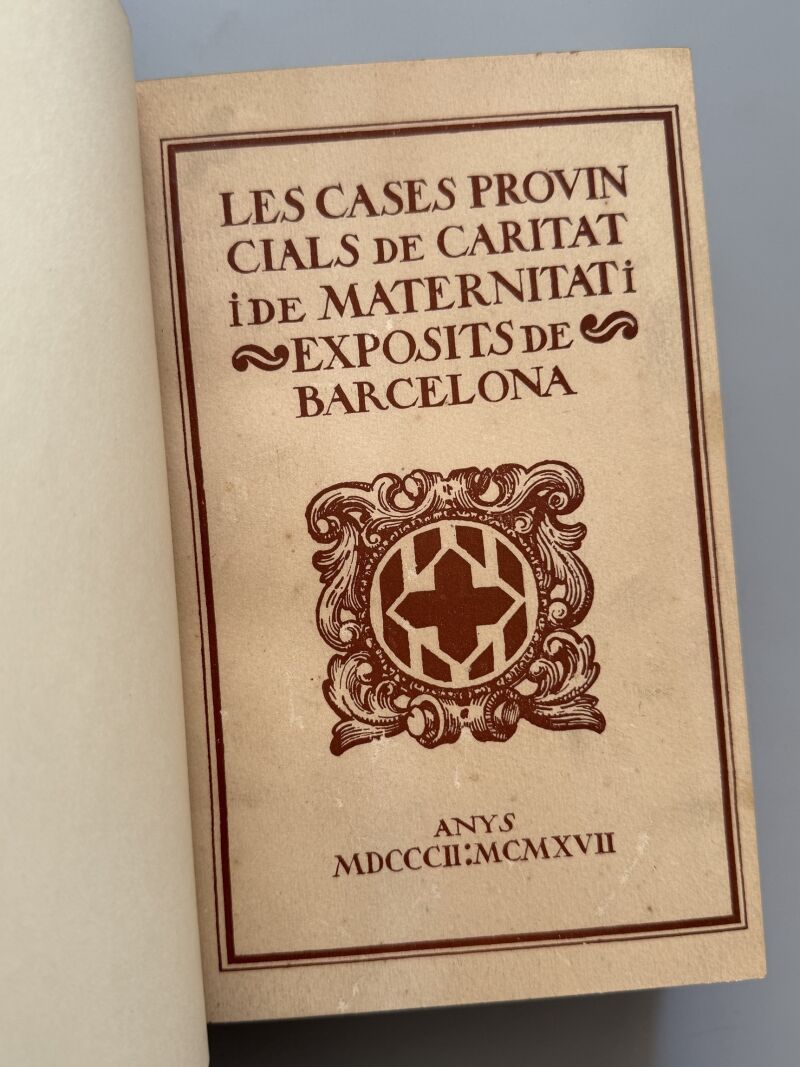 LES CASES PROVIN
CIALS DE CARITAT
i DE MATERNITAT i
EXPOSITS DE
BARCELONA
ANYS
MDCCCII:MCMXVII